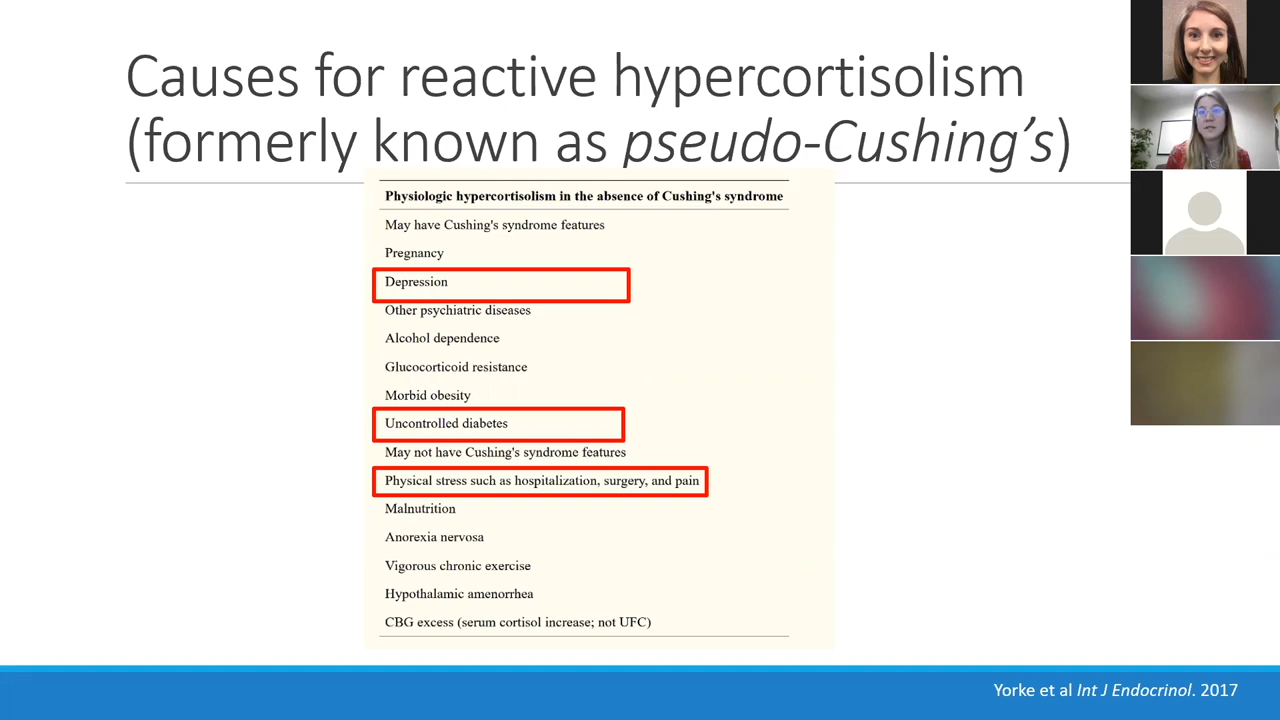 Causes for reactive hypercortisolism
(formerly known as pseudo-Cushing’s)
Physiologic hypercortisolism in the absence of Cushing's syndrome
May have Cushing's syndrome features
Pregnancy
Depression
Other psychiatric diseases
Alcohol dependence
Glucocorticoid resistance
Morbid obesity
Uncontrolled diabetes
May not have Cushing's syndrome features
Physical stress such as hospitalization, surgery, and pain
Malnutrition
Anorexia nervosa
Vigorous chronic exercise
Hypothalamic amenorrhea
CBG excess (serum cortisol increase; not UFC)
Yorke et al Int J Endocrinol. 2017